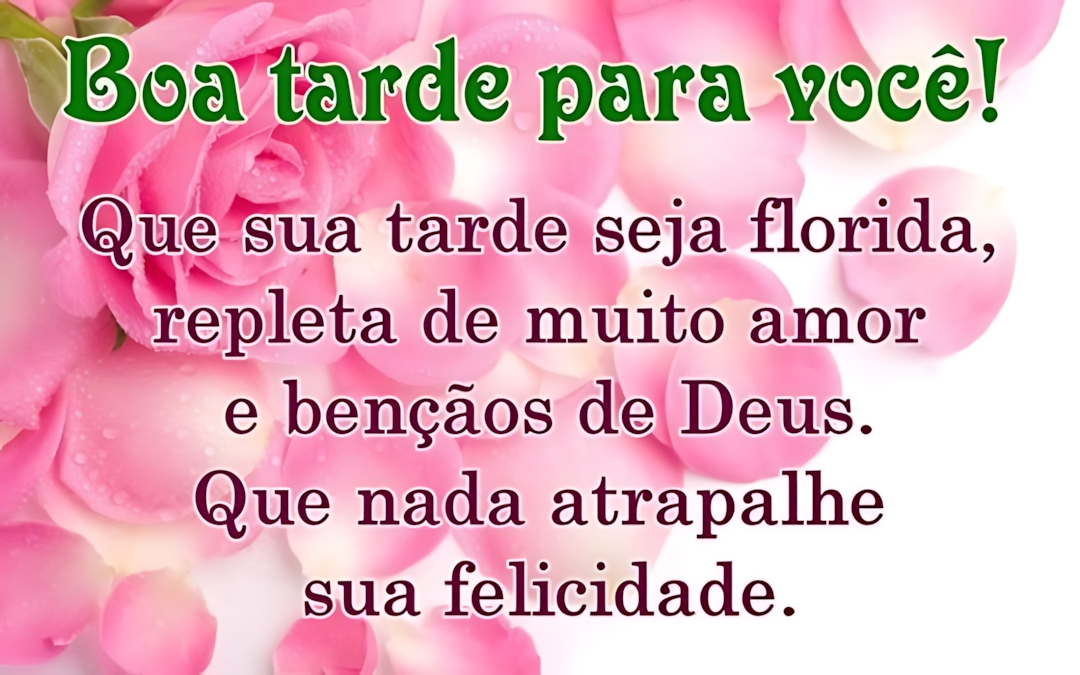 Boa tarde para você!
Que sua tarde seja florida,
repleta de muito amor
e bençãos de Deus.
Que nada atrapalhe
sua felicidade.